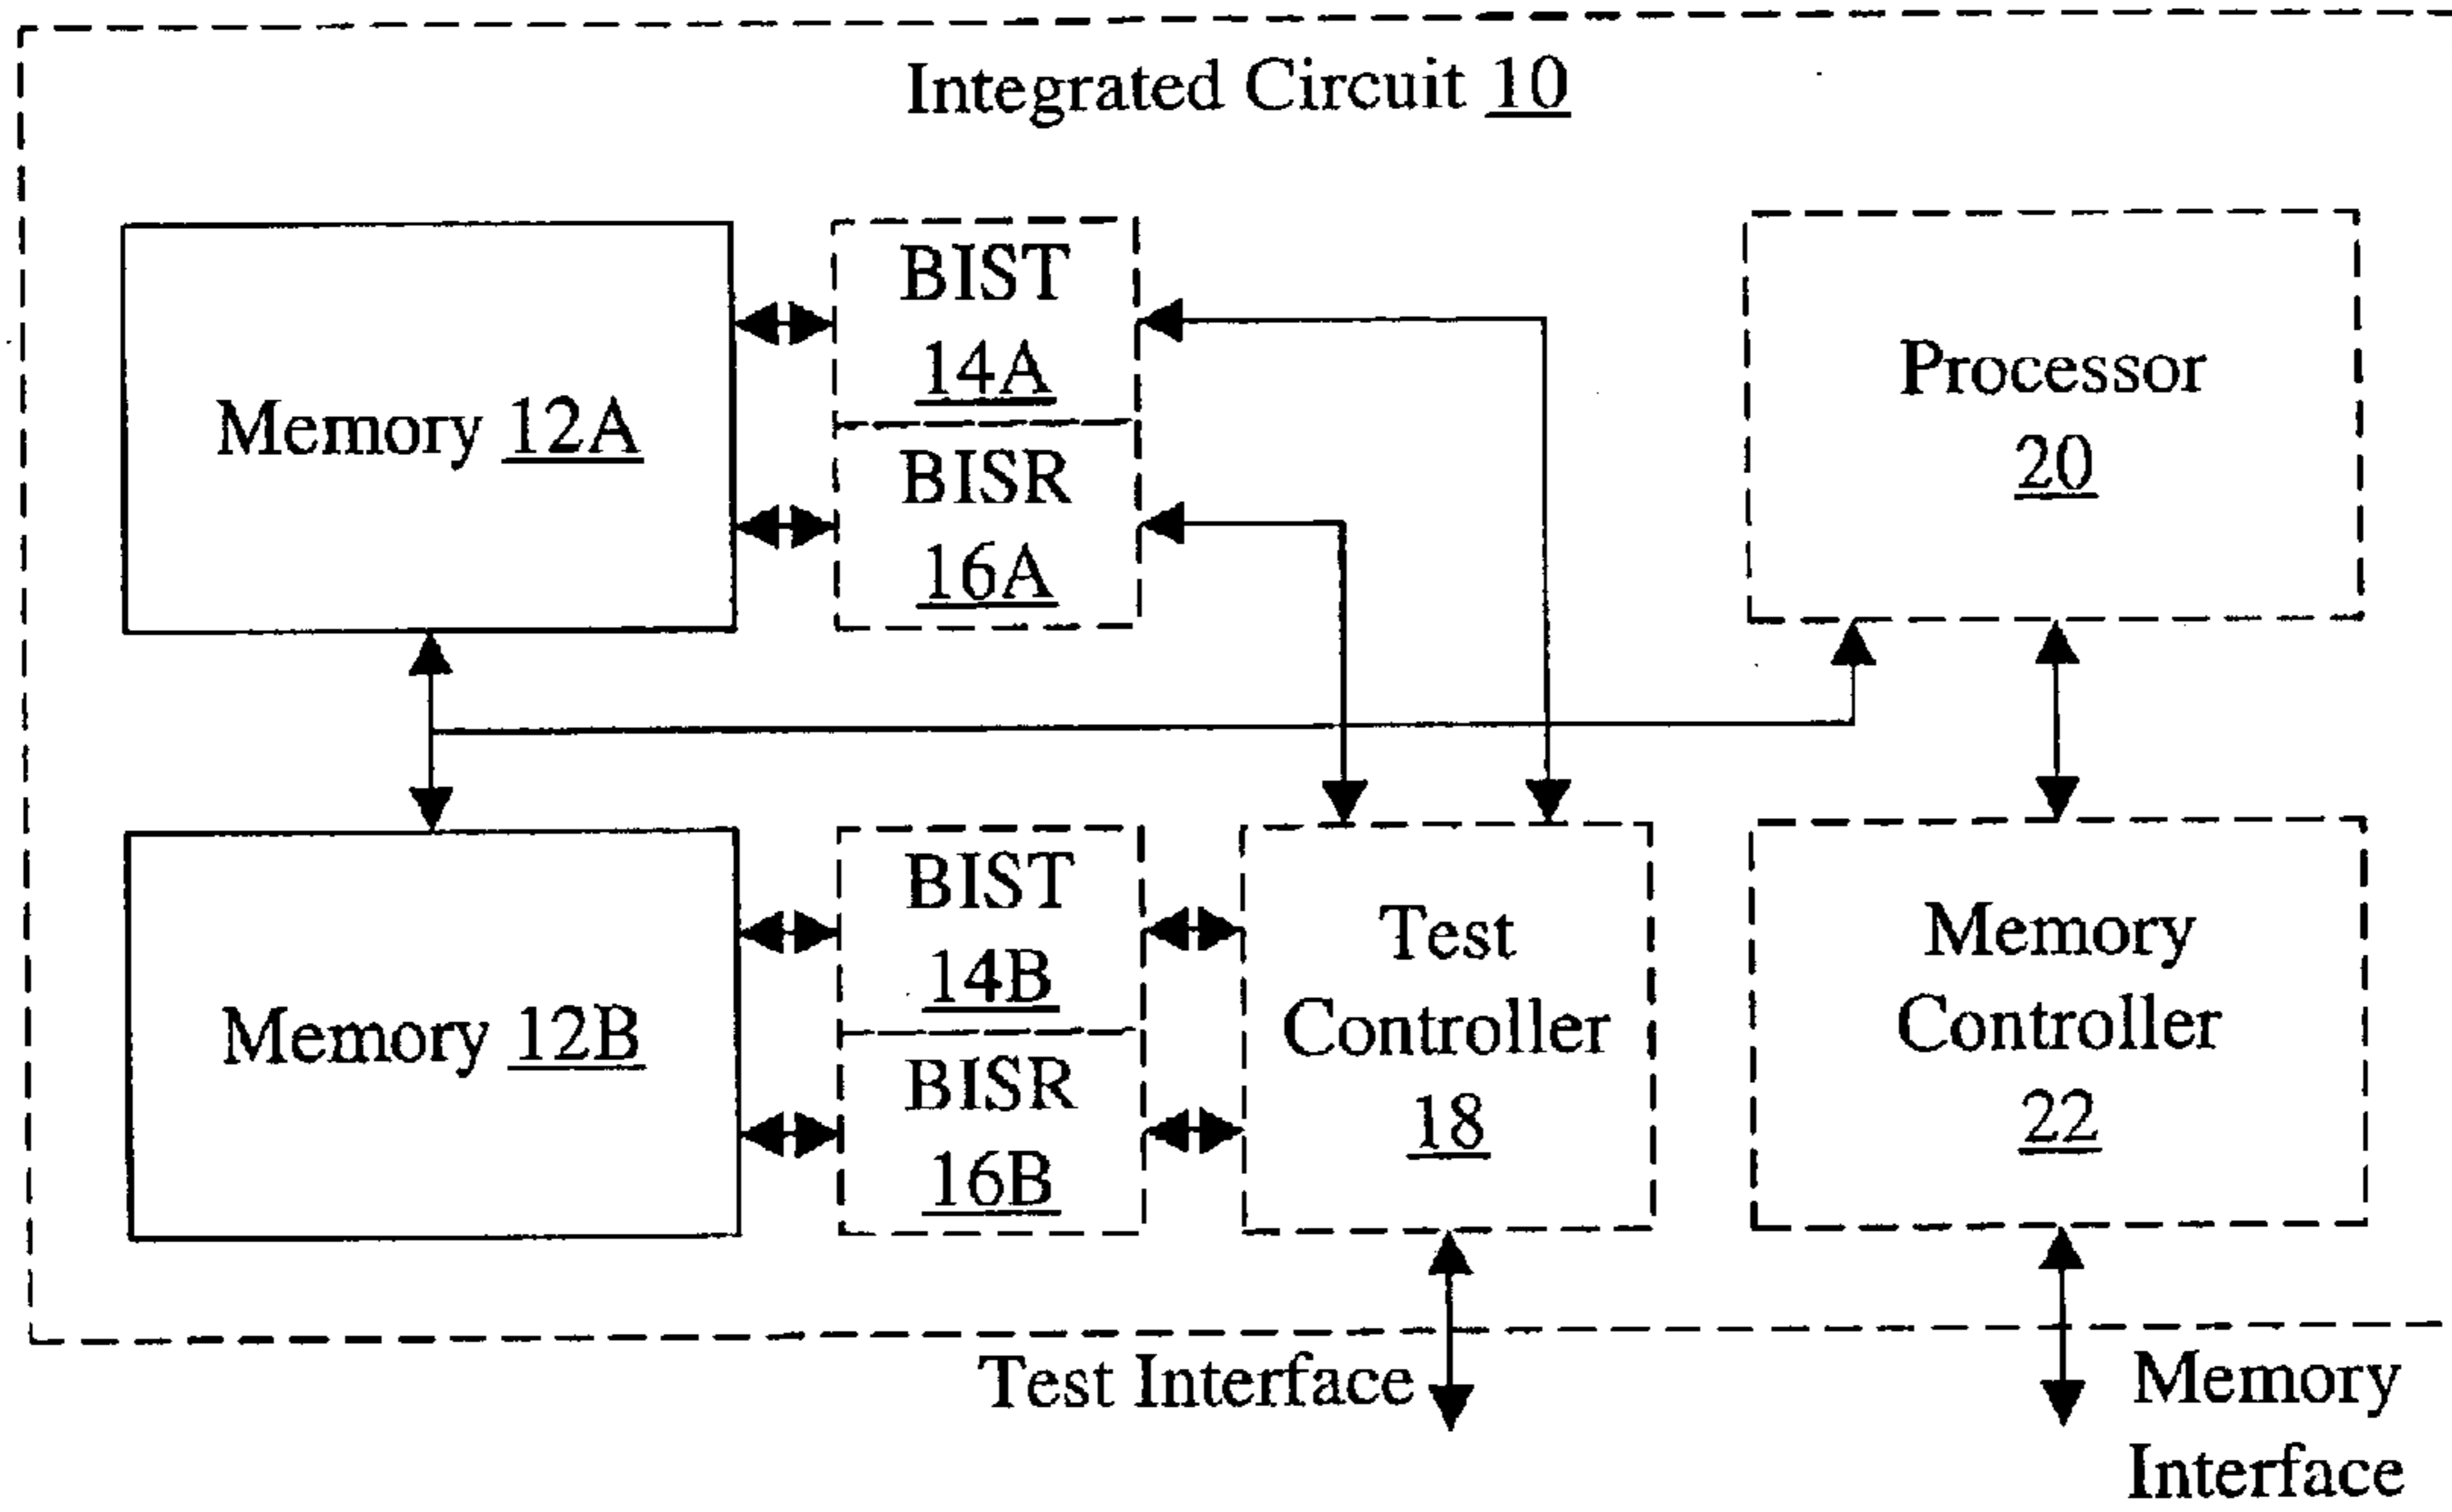 Integrated Circuit 10
Memory 12A
BIST
14A
BISR
16A
Processor
20
Memory 12B
BIST
14B
BISR
16B
Test
Controller
18
Memory
Controller
22
Test Interface
Memory
Interface